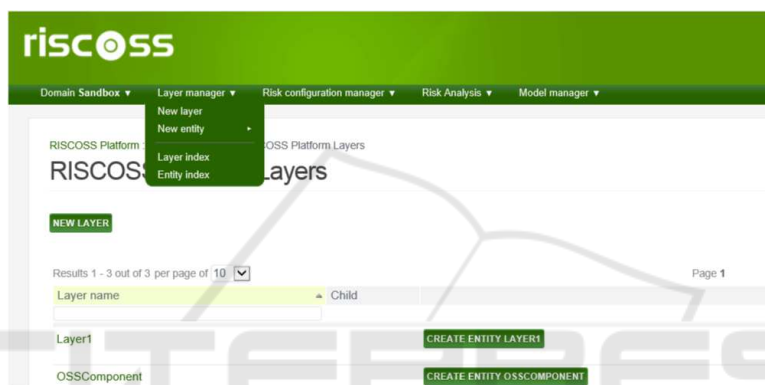 riscoss
Domain Sandbox ▼ Layer manager ▼ Risk configuration manager ▼ Risk Analysis ▼ Model manager ▼
New layer
New entity ▸
RISCOSS Platform : OSS Platform Layers
Layer index
RISCOSS Layers
Entity index
NEW LAYER
Results 1 - 3 out of 3 per page of 10 Page 1
Layer name Child
Layer1 CREATE ENTITY LAYER1
OSSComponent CREATE ENTITY OSSCOMPONENT